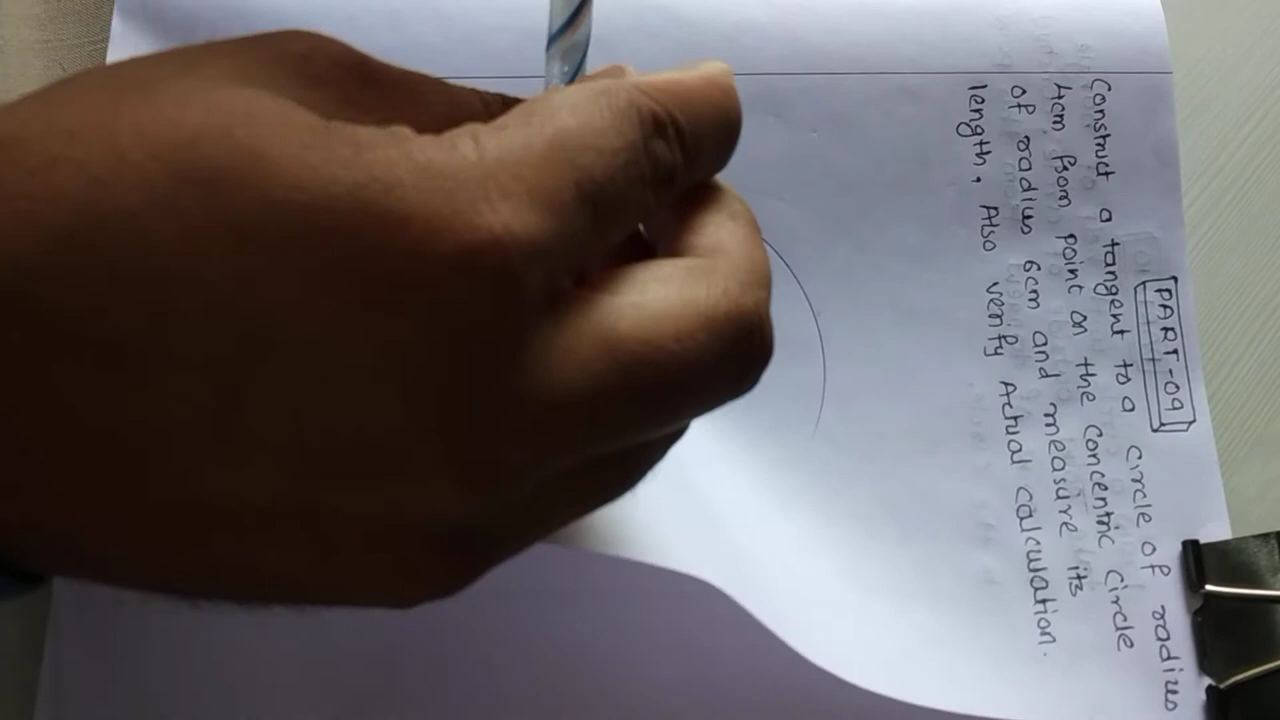 PART-09
Construct a tangent to a circle of radius
4cm from point on the concentric circle
of radius 6cm and measure its
length. Also verify Actual calculation.